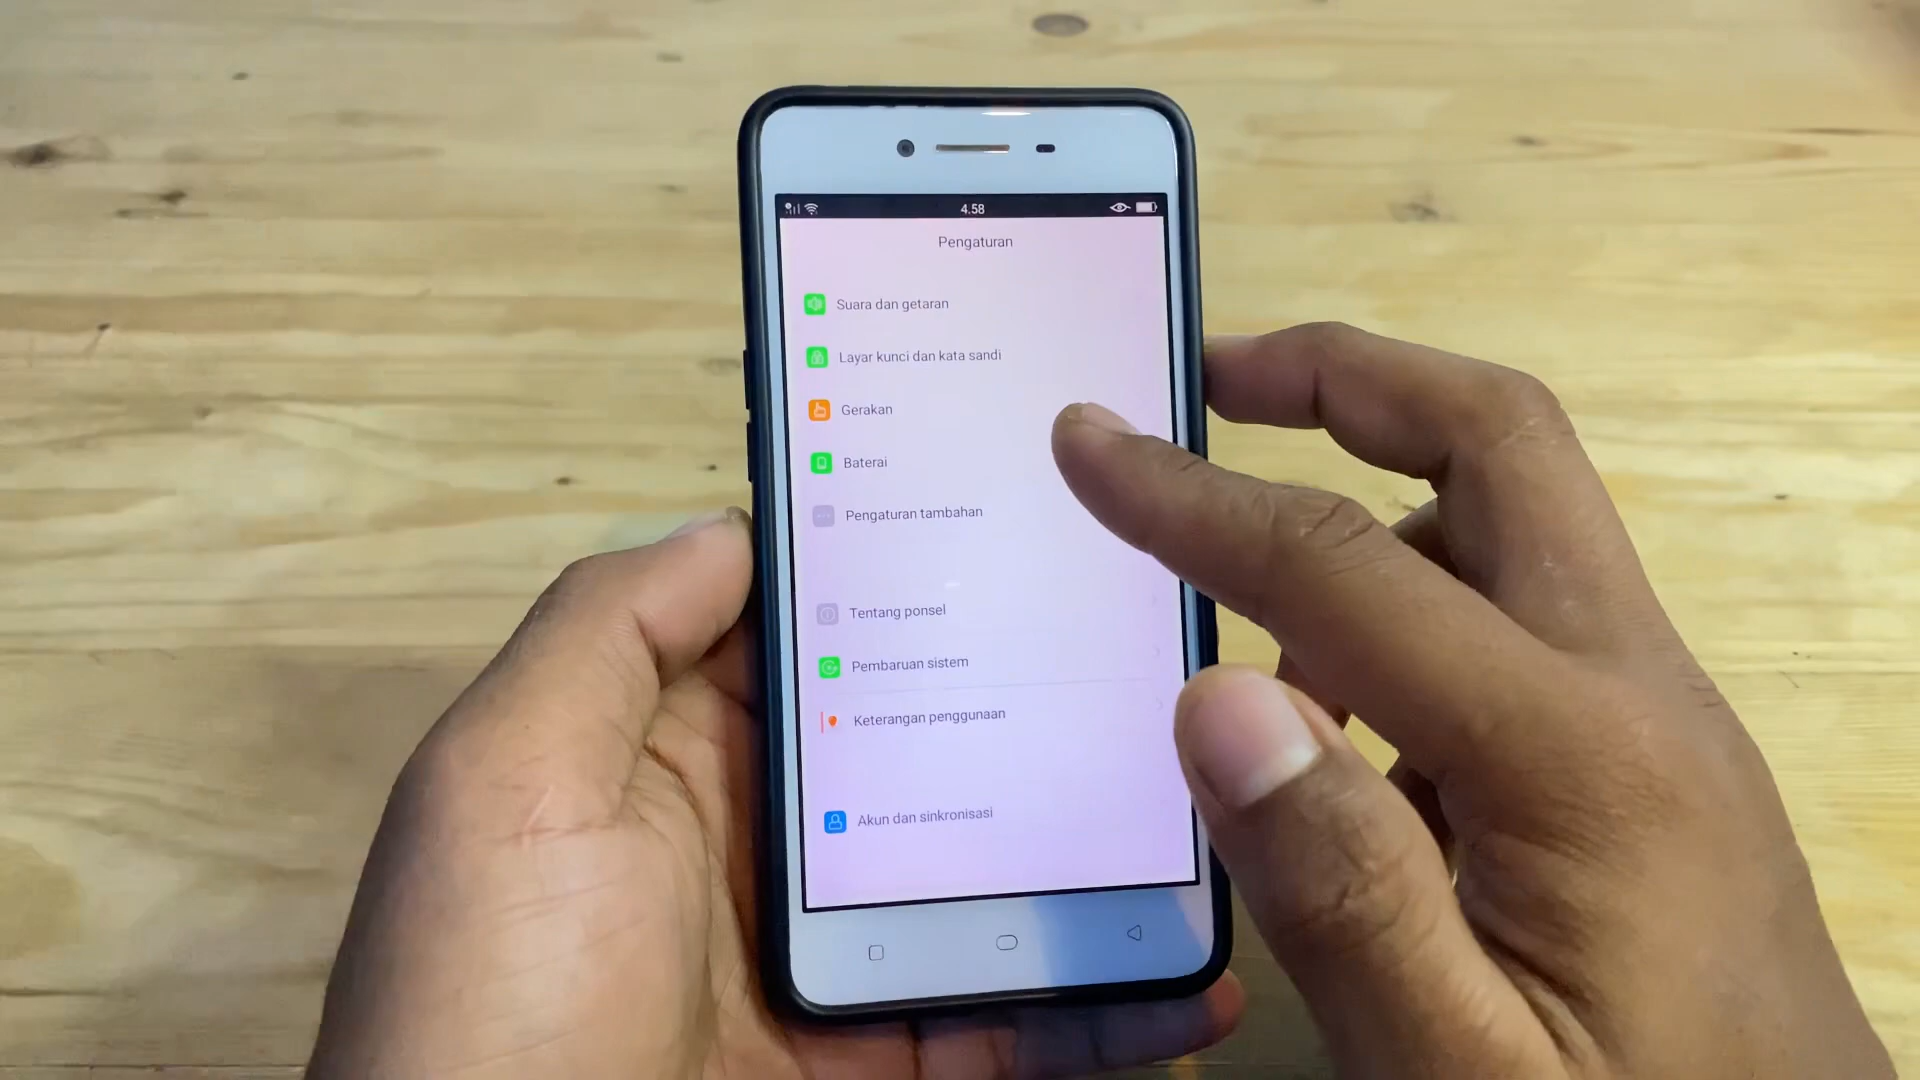 4.58
Pengaturan
Suara dan getaran
Layar kunci dan kata sandi
Gerakan
Baterai
Pengaturan tambahan
Tentang ponsel
Pembaruan sistem
Keterangan penggunaan
Akun dan sinkronisasi